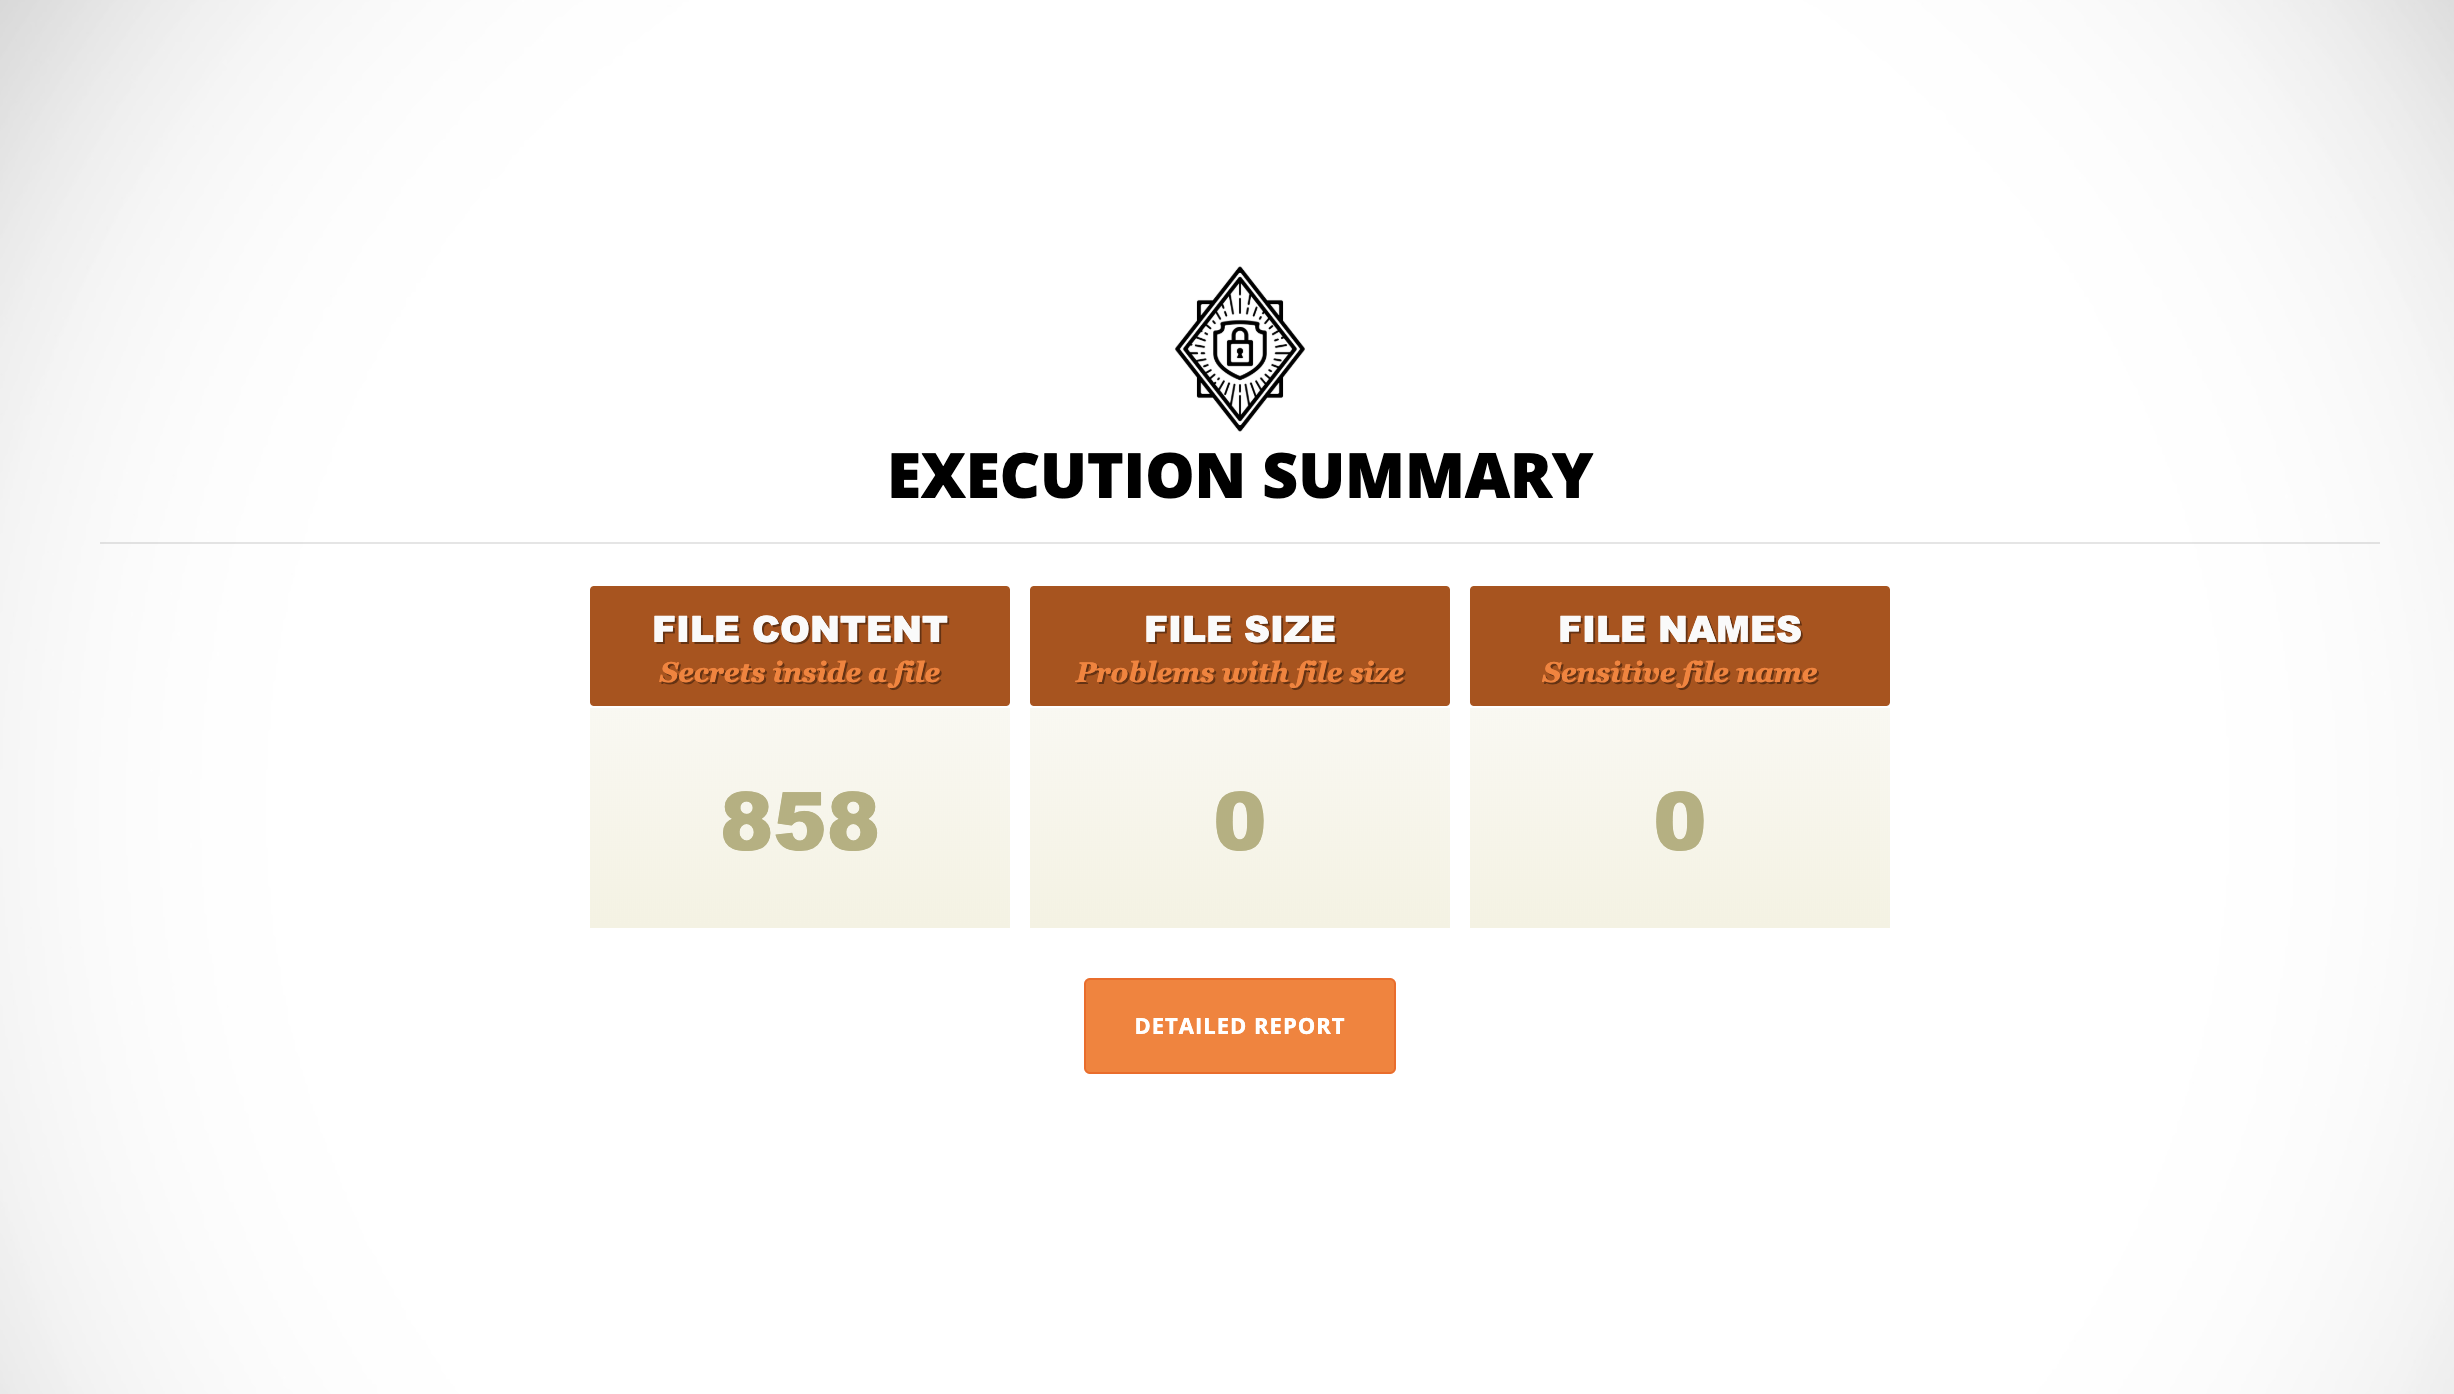 EXECUTION SUMMARY
FILE CONTENT
Secrets inside a file
858
FILE SIZE
Problems with file size
0
FILE NAMES
Sensitive file name
0
DETAILED REPORT